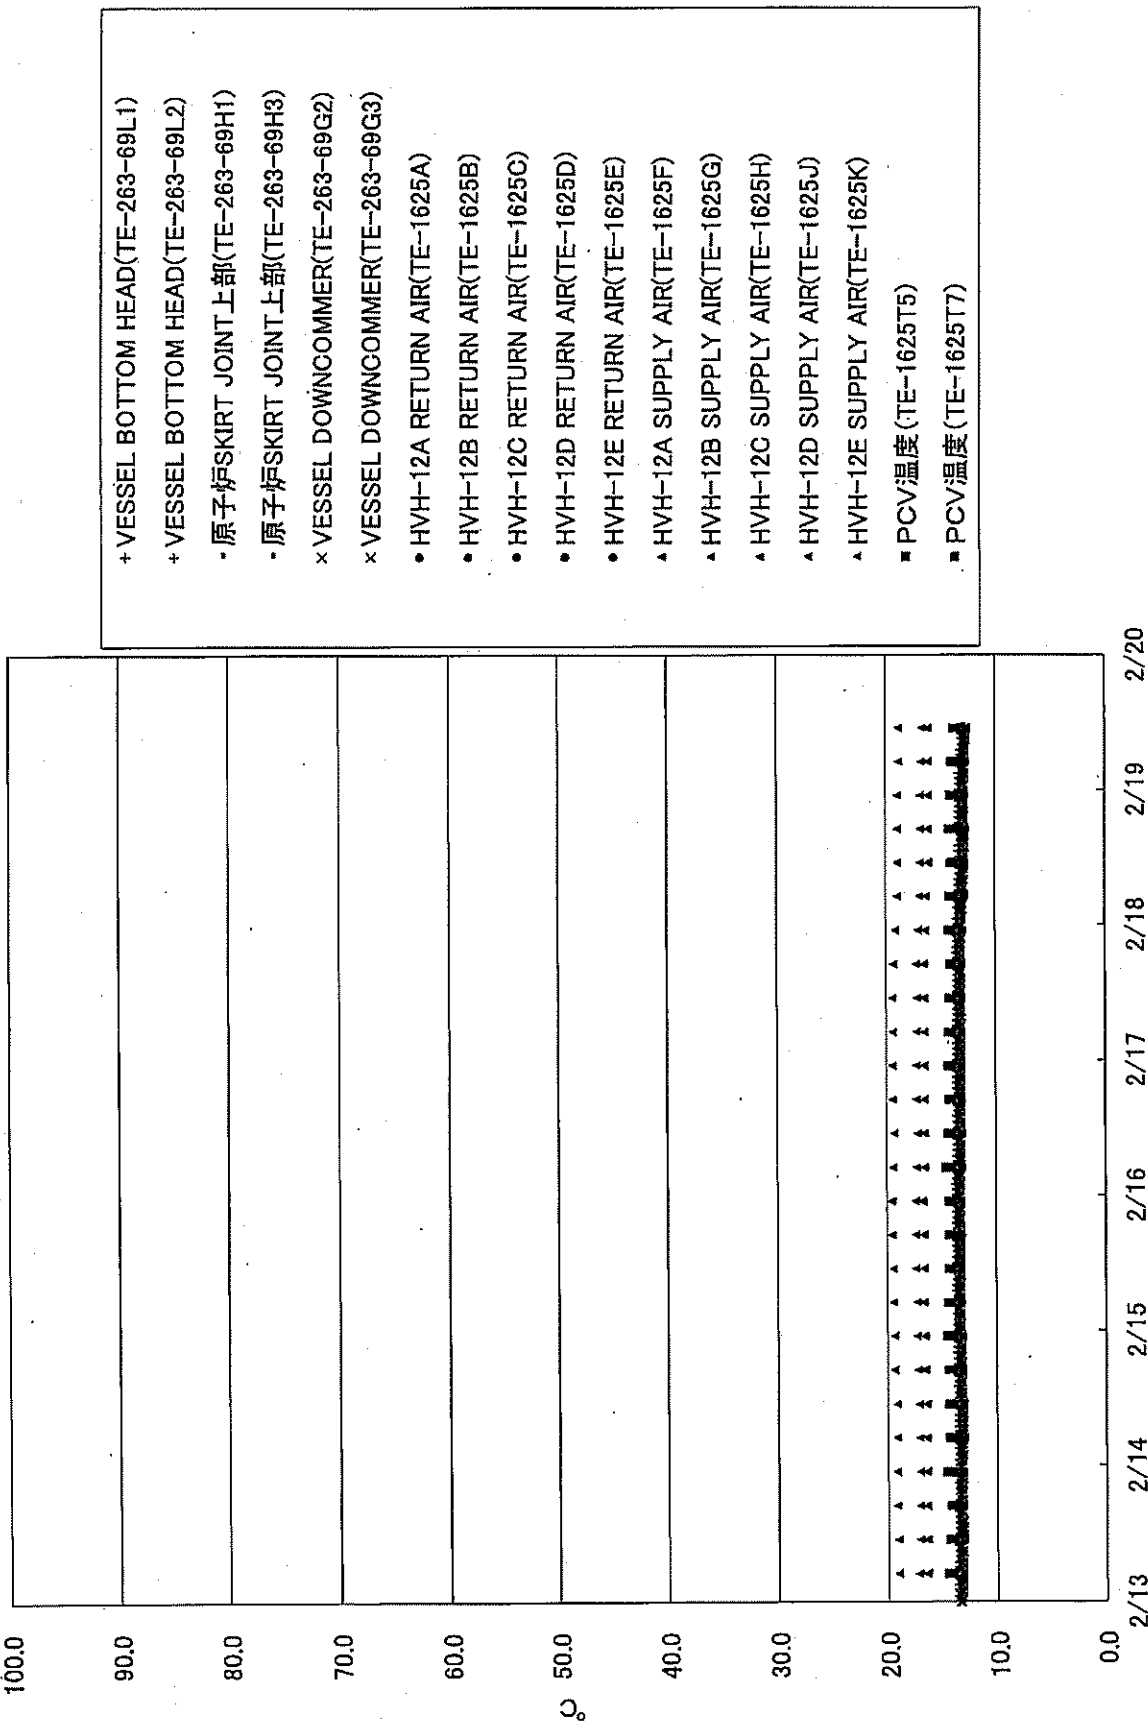 100.0
90.0
80.0
70.0
60.0
50.0
40.0
30.0
20.0
10.0
0.0
℃
2/13
2/14
2/15
2/16
2/17
2/18
2/19
2/20
+ VESSEL BOTTOM HEAD(TE-263-69L1)
+ VESSEL BOTTOM HEAD(TE-263-69L2)
- 原子炉SKIRT JOINT上部(TE-263-69H1)
- 原子炉SKIRT JOINT上部(TE-263-69H3)
× VESSEL DOWNCOMMER(TE-263-69G2)
× VESSEL DOWNCOMMER(TE-263-69G3)
● HVH-12A RETURN AIR(TE-1625A)
● HVH-12B RETURN AIR(TE-1625B)
● HVH-12C RETURN AIR(TE-1625C)
● HVH-12D RETURN AIR(TE-1625D)
● HVH-12E RETURN AIR(TE-1625E)
▲ HVH-12A SUPPLY AIR(TE-1625F)
▲ HVH-12B SUPPLY AIR(TE-1625G)
▲ HVH-12C SUPPLY AIR(TE-1625H)
▲ HVH-12D SUPPLY AIR(TE-1625J)
▲ HVH-12E SUPPLY AIR(TE-1625K)
■ PCV温度(TE-1625T5)
■ PCV温度(TE-1625T7)